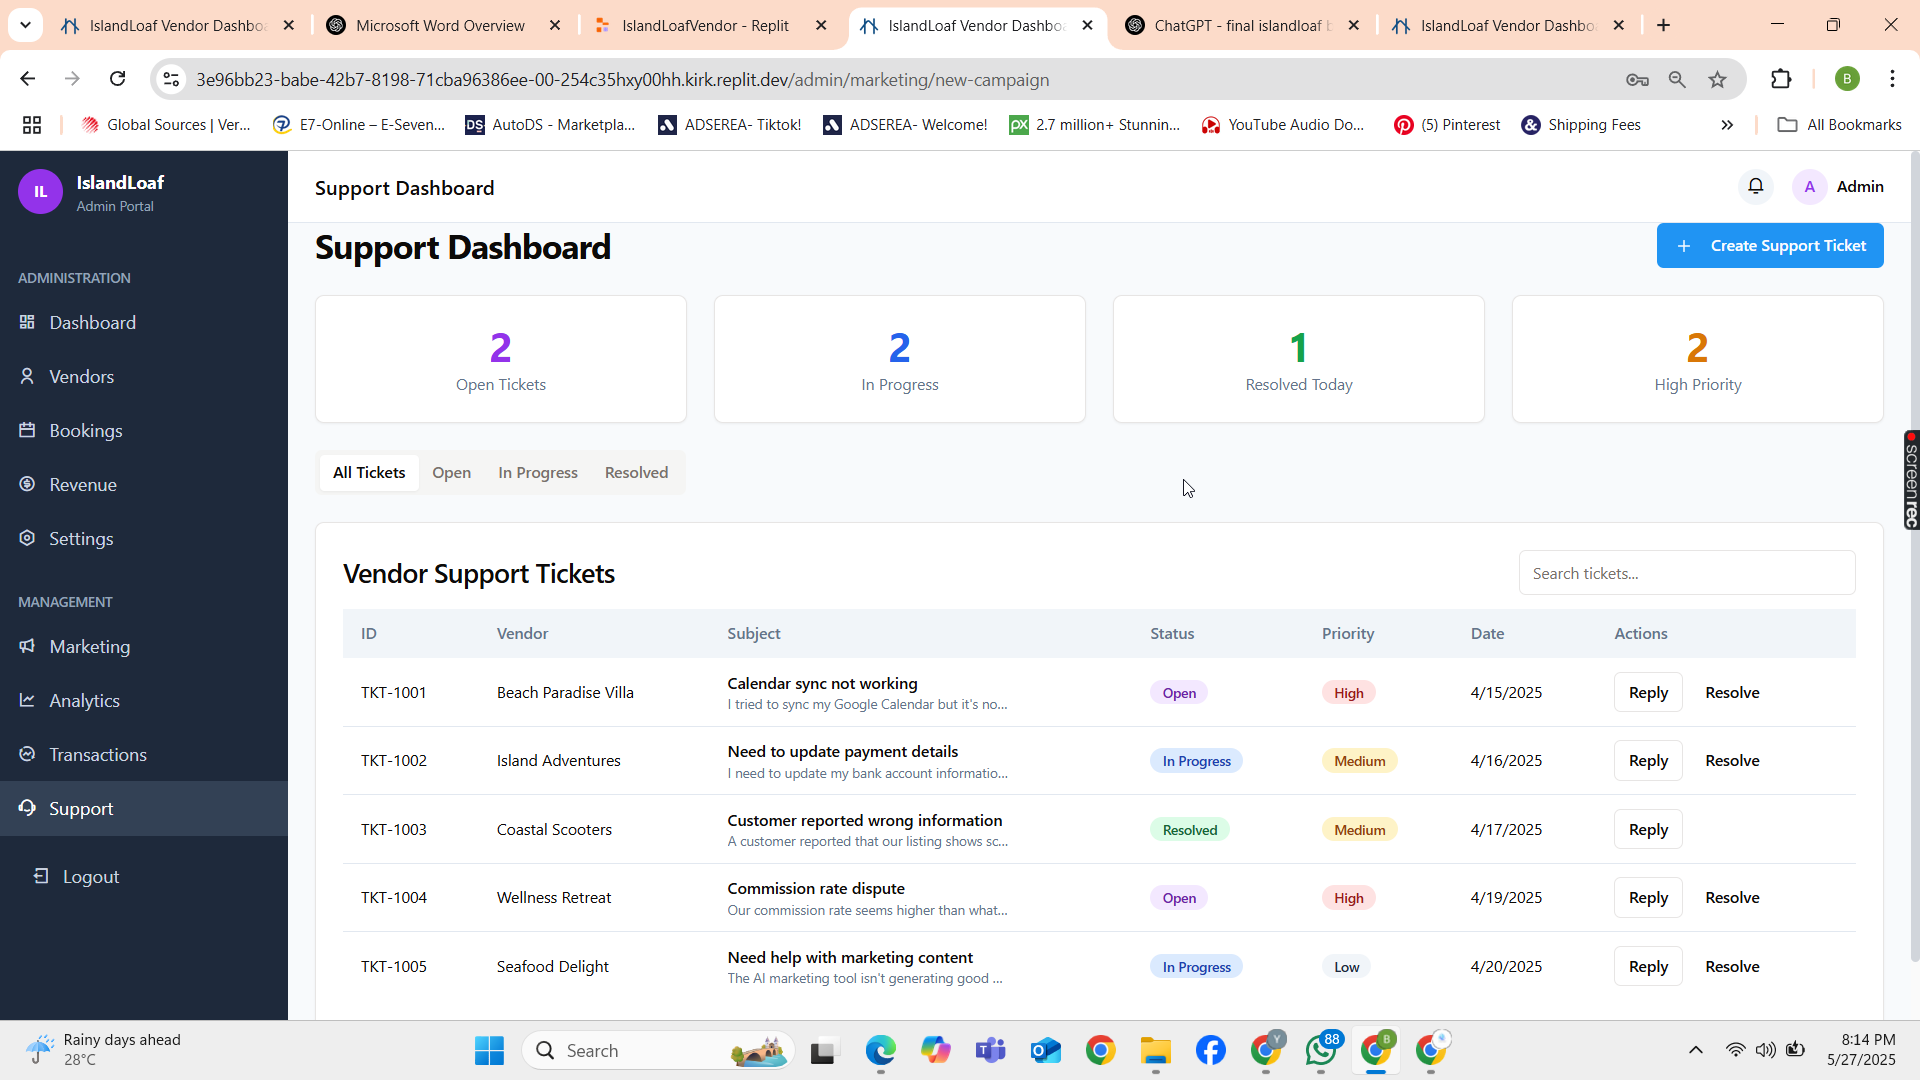 IslandLoaf Vendor Dashboa
Microsoft Word Overview
IslandLoafVendor - Replit
IslandLoaf Vendor Dashboa
ChatGPT - final islandloaf b
IslandLoaf Vendor Dashbo
3e96bb23-babe-42b7-8198-71cba96386ee-00-254c35hxy00hh.kirk.replit.dev/admin/marketing/new-campaign
B
Global Sources | Ver...
E7-Online – E-Seven...
DS
AutoDS - Marketpla...
ADSEREA- Tiktok!
ADSEREA- Welcome!
px
2.7 million+ Stunnin...
YouTube Audio Do...
(5) Pinterest
Shipping Fees
All Bookmarks
IL
IslandLoaf
Admin Portal
Support Dashboard
A
Admin
ADMINISTRATION
Dashboard
Vendors
Bookings
Revenue
Settings
MANAGEMENT
Marketing
Analytics
Transactions
Support
Logout
Support Dashboard
Create Support Ticket
2
Open Tickets
2
In Progress
1
Resolved Today
2
High Priority
All Tickets
Open
In Progress
Resolved
Vendor Support Tickets
Search tickets...
ID Vendor Subject Status Priority Date Actions
TKT-1001 Beach Paradise Villa Calendar sync not working Open High 4/15/2025 Reply Resolve
I tried to sync my Google Calendar but it's no...
TKT-1002 Island Adventures Need to update payment details In Progress Medium 4/16/2025 Reply Resolve
I need to update my bank account informatio...
TKT-1003 Coastal Scooters Customer reported wrong information Resolved Medium 4/17/2025 Reply
A customer reported that our listing shows sc...
TKT-1004 Wellness Retreat Commission rate dispute Open High 4/19/2025 Reply Resolve
Our commission rate seems higher than what...
TKT-1005 Seafood Delight Need help with marketing content In Progress Low 4/20/2025 Reply Resolve
The AI marketing tool isn't generating good ...
screenrec
Rainy days ahead
28°C
Search
Y
88
B
8:14 PM
5/27/2025